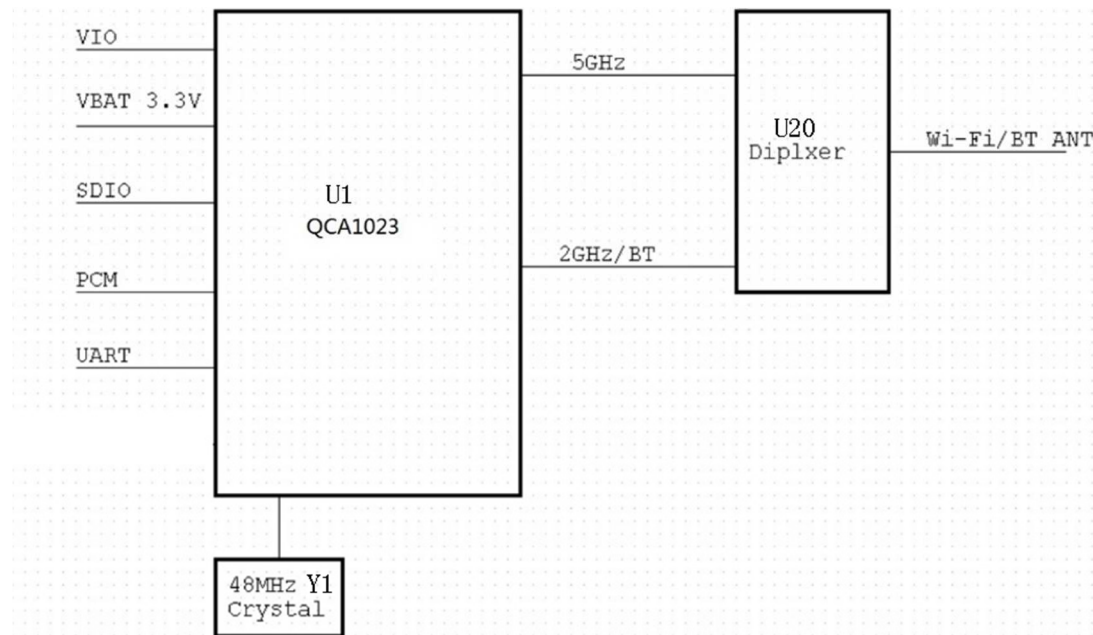 VIO
VBAT 3.3V
SDIO
PCM
UART
U1
QCA1023
48MHz Y1
Crystal
5GHz
2GHz/BT
U20
Diplxer
Wi-Fi/BT ANT